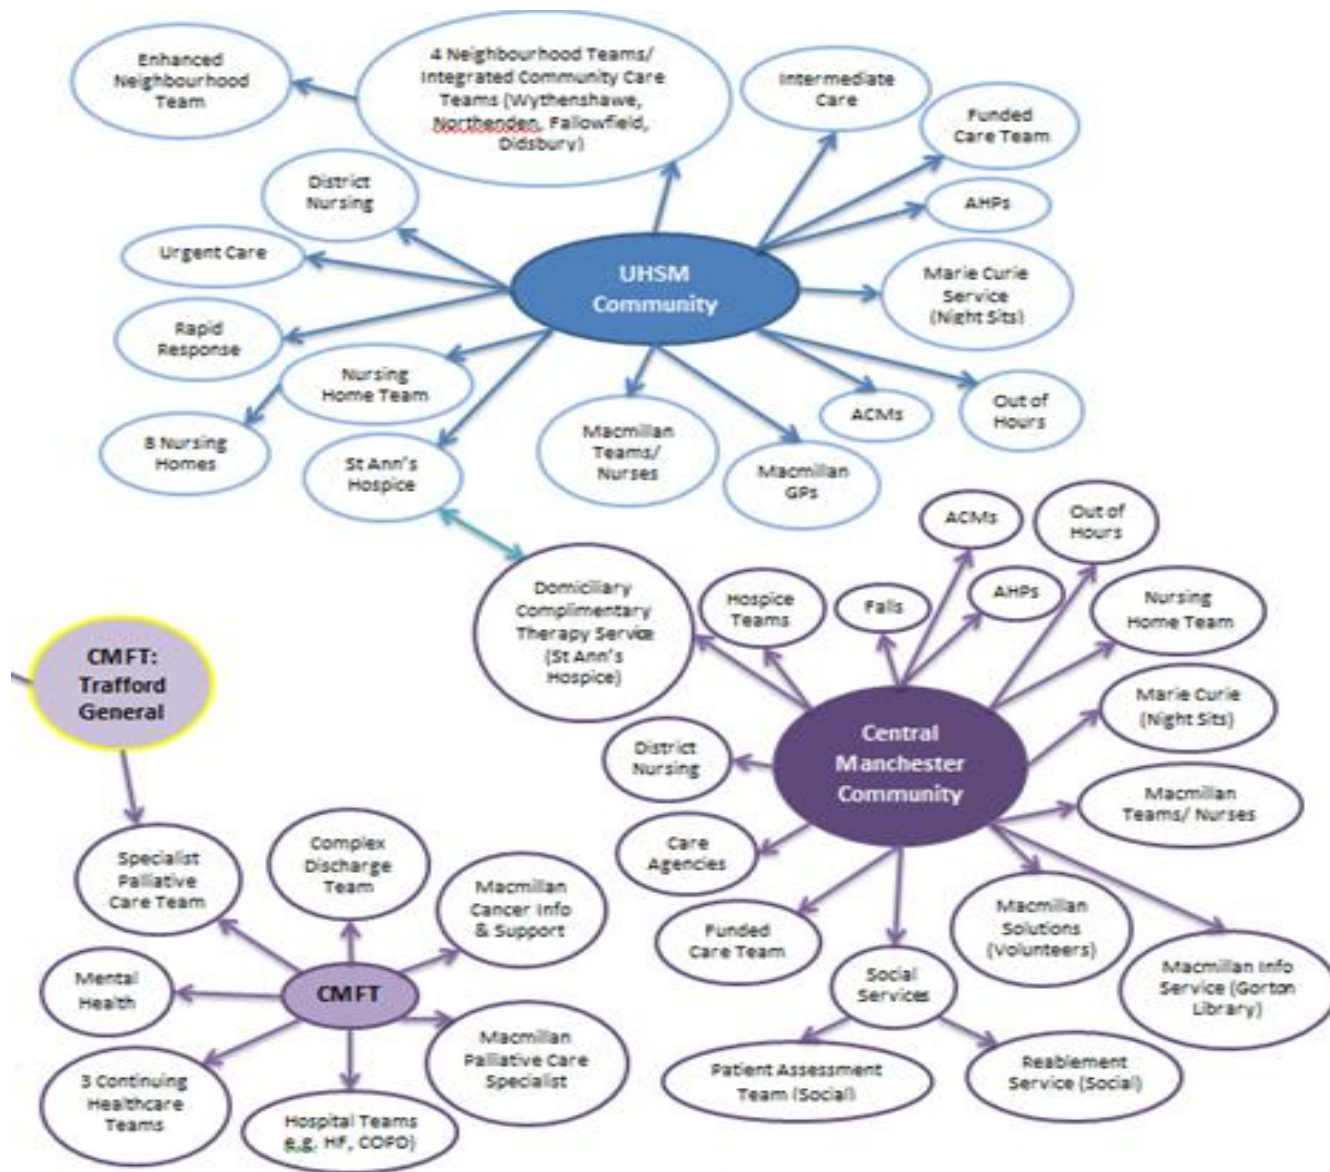 Enhanced
Neighbourhood
Team
4 Neighbourhood Teams/
Integrated Community Care
Teams (Wythenshawe,
Northenden, Fallowfield,
Didsbury)
Intermediate
Care
Funded
Care Team
District
Nursing
AHPs
Urgent Care
UHSM
Community
Marie Curie
Service
(Night Sits)
Rapid
Response
Nursing
Home Team
ACMs
Out of
Hours
8 Nursing
Homes
St Ann's
Hospice
Macmillan
Teams/
Nurses
Macmillan
GPs
ACMs
Out of
Hours
Domiciliary
Complimentary
Therapy Service
(St Ann's
Hospice)
Hospice
Teams
Falls
AHPs
Nursing
Home Team
CMFT:
Trafford
General
Marie Curie
(Night Sits)
District
Nursing
Central
Manchester
Community
Macmillan
Teams/ Nurses
Care
Agencies
Specialist
Palliative
Care Team
Complex
Discharge
Team
Macmillan
Cancer Info
& Support
Funded
Care Team
Macmillan
Solutions
(Volunteers)
Macmillan Info
Service (Gorton
Library)
Social
Services
Mental
Health
CMFT
Macmillan
Palliative Care
Specialist
Patient Assessment
Team (Social)
Reablement
Service (Social)
3 Continuing
Healthcare
Teams
Hospital Teams
e.g. HF, COPD)